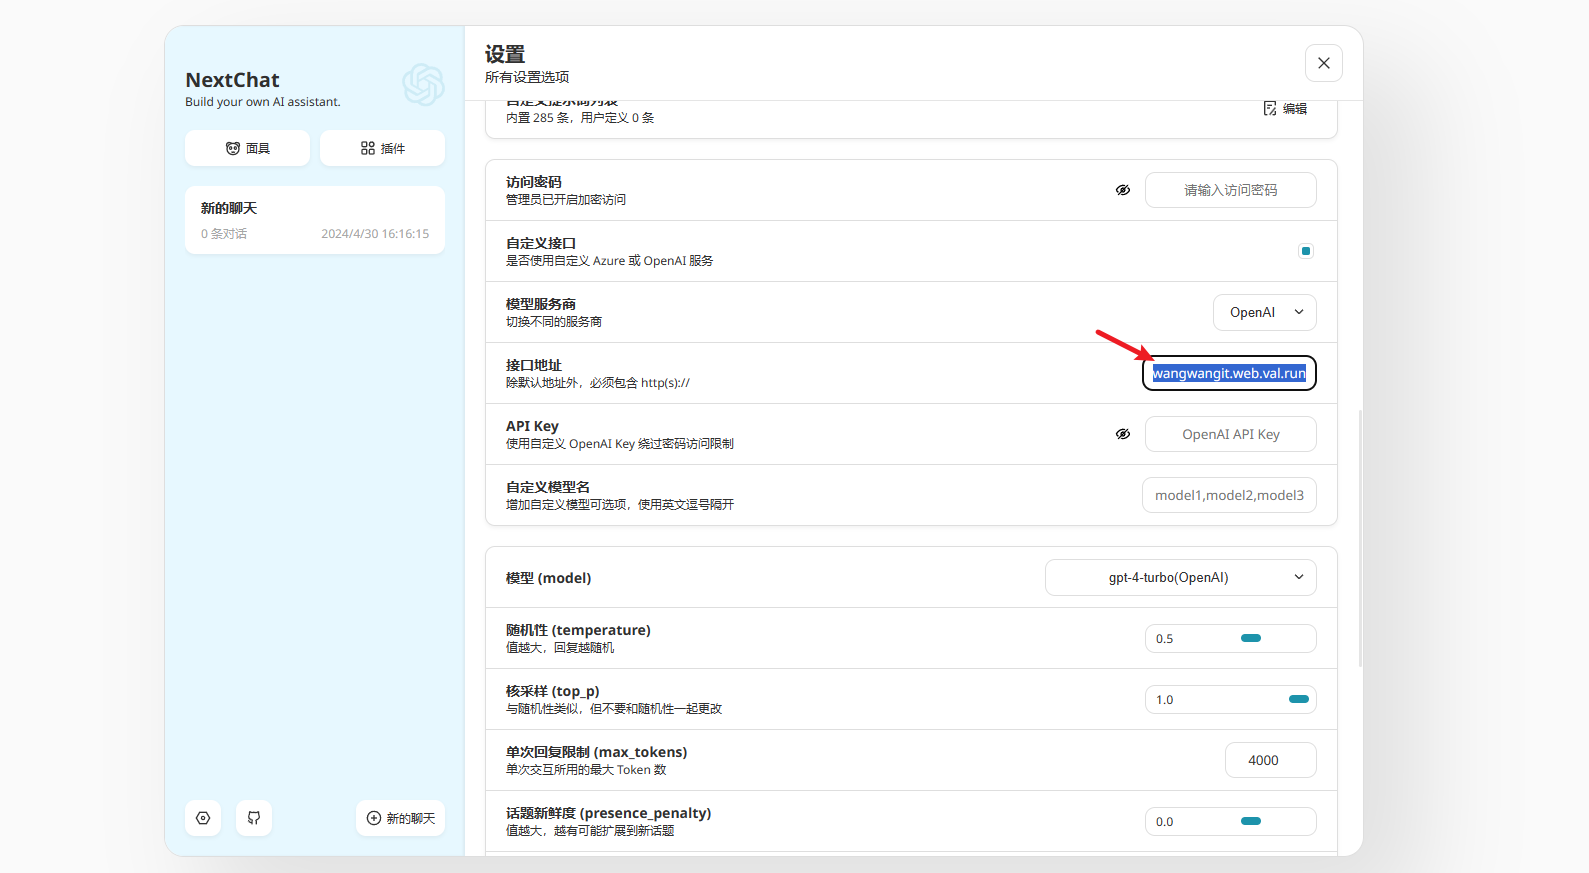 NextChat
Build your own AI assistant.
面具
插件
新的聊天
0 条对话
2024/4/30 16:16:15
新的聊天
设置
所有设置选项
自定义提示词列表
内置 285 条，用户定义 0 条
编辑
访问密码
管理员已开启加密访问
请输入访问密码
自定义接口
是否使用自定义 Azure 或 OpenAI 服务
模型服务商
切换不同的服务商
OpenAI
接口地址
除默认地址外，必须包含 http(s)://
wangwangit.web.val.run
API Key
使用自定义 OpenAI Key 绕过密码访问限制
OpenAI API Key
自定义模型名
增加自定义模型可选项，使用英文逗号隔开
model1,model2,model3
模型 (model)
gpt-4-turbo(OpenAI)
随机性 (temperature)
值越大，回复越随机
0.5
核采样 (top_p)
与随机性类似，但不要和随机性一起更改
1.0
单次回复限制 (max_tokens)
单次交互所用的最大 Token 数
4000
话题新鲜度 (presence_penalty)
值越大，越有可能扩展到新话题
0.0